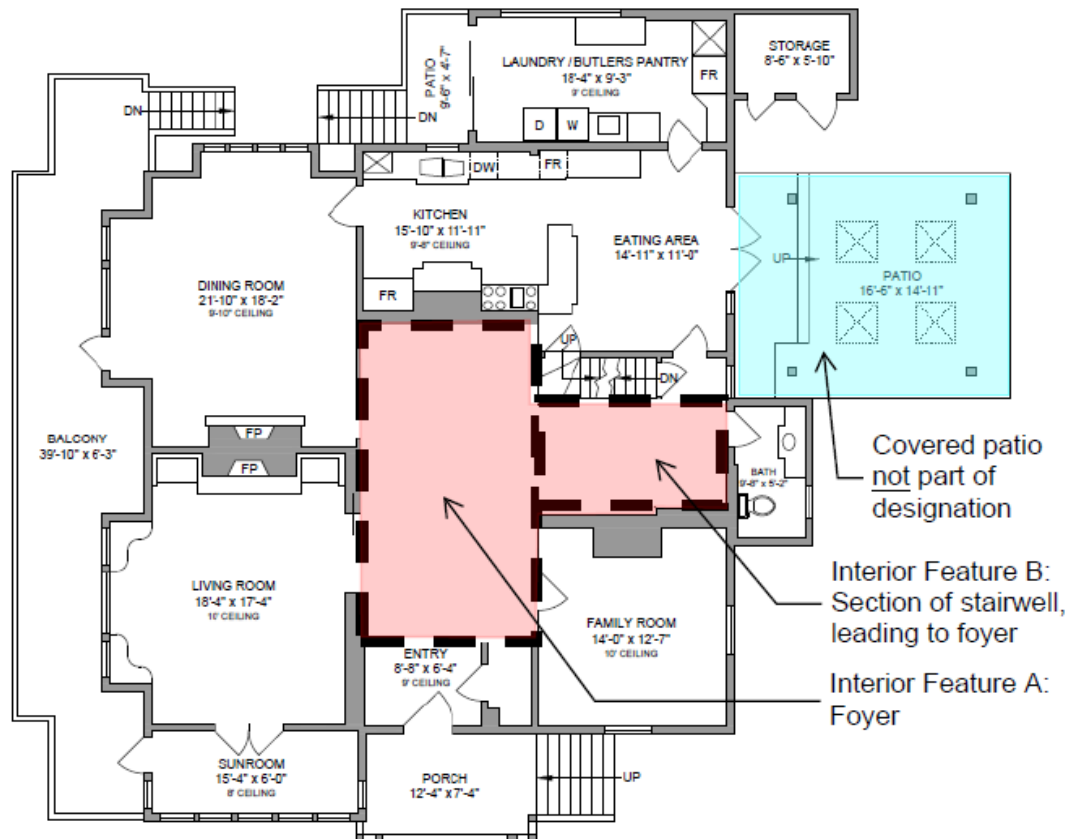 LAUNDRY / BUTLERS PANTRY
18'-4" x 9'-3"
9' CEILING
FR
STORAGE
8'-6" x 5'-10"
PATIO
9'-6" x 4'-7"
DN
DN
D
W
DW
FR
KITCHEN
15'-10" x 11'-11"
9'-8" CEILING
EATING AREA
14'-11" x 11'-0"
UP
PATIO
16'-6" x 14'-11"
DINING ROOM
21'-10" x 18'-2"
9'-10" CEILING
FR
UP
DN
FP
FP
BALCONY
39'-10" x 6'-3"
BATH
9'-8" x 5'-2"
Covered patio
not part of
designation
LIVING ROOM
18'-4" x 17'-4"
10' CEILING
Interior Feature B:
Section of stairwell,
leading to foyer
FAMILY ROOM
14'-0" x 12'-7"
10' CEILING
ENTRY
8'-8" x 6'-4"
9' CEILING
Interior Feature A:
Foyer
SUNROOM
15'-4" x 6'-0"
8' CEILING
PORCH
12'-4" x 7'-4"
UP